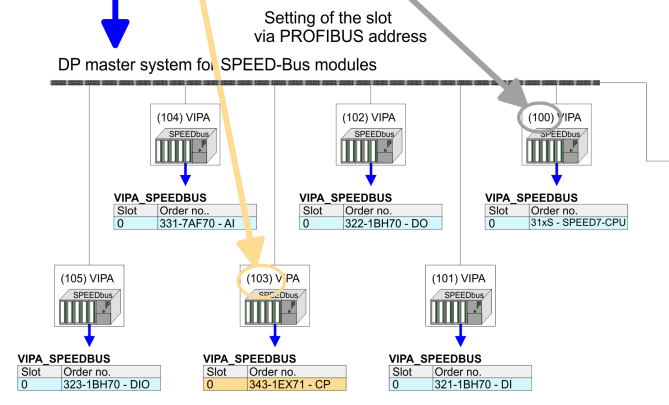 Setting of the slot
via PROFIBUS address
DP master system for SPEED-Bus modules
(104) VIPA
SPEEDbus
VIPA_SPEEDBUS
Slot Order no..
0 331-7AF70 - AI
(102) VIPA
SPEEDbus
VIPA_SPEEDBUS
Slot Order no.
0 322-1BH70 - DO
(100) VIPA
SPEEDbus
VIPA_SPEEDBUS
Slot Order no.
0 31xS - SPEED7-CPU
(105) VIPA
SPEEDbus
VIPA_SPEEDBUS
Slot Order no.
0 323-1BH70 - DIO
(103) VIPA
SPEEDbus
VIPA_SPEEDBUS
Slot Order no.
0 343-1EX71 - CP
(101) VIPA
SPEEDbus
VIPA_SPEEDBUS
Slot Order no.
0 321-1BH70 - DI